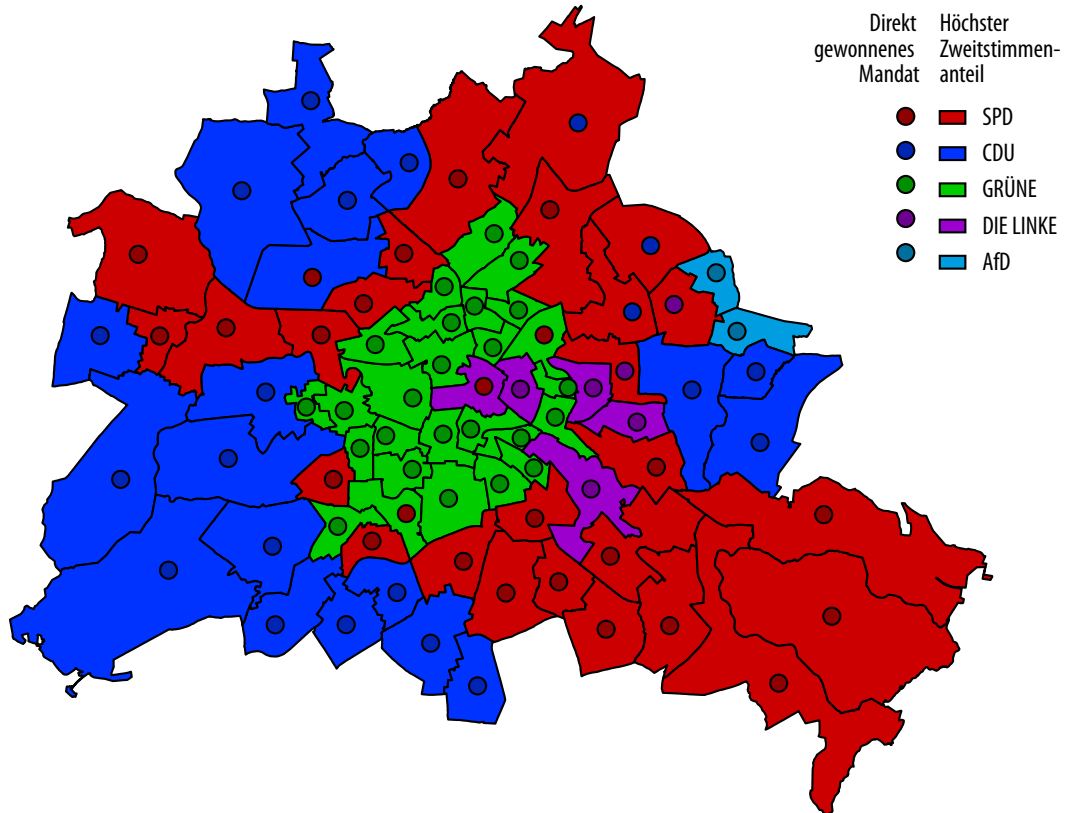 Direkt
gewonnenes
Mandat
Höchster
Zweitstimmen-
anteil
SPD
CDU
GRÜNE
DIE LINKE
AfD